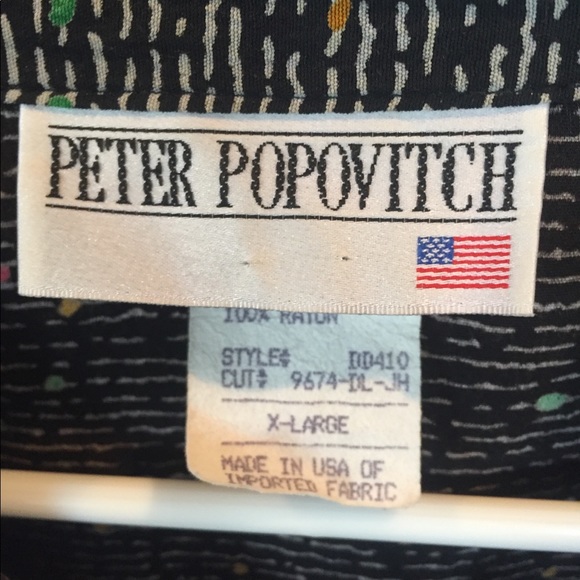 PETER POPOVITCH
100% RAYON
STYLE# DD410
CUT# 9674-DL-JH
X-LARGE
MADE IN USA OF
IMPORTED FABRIC